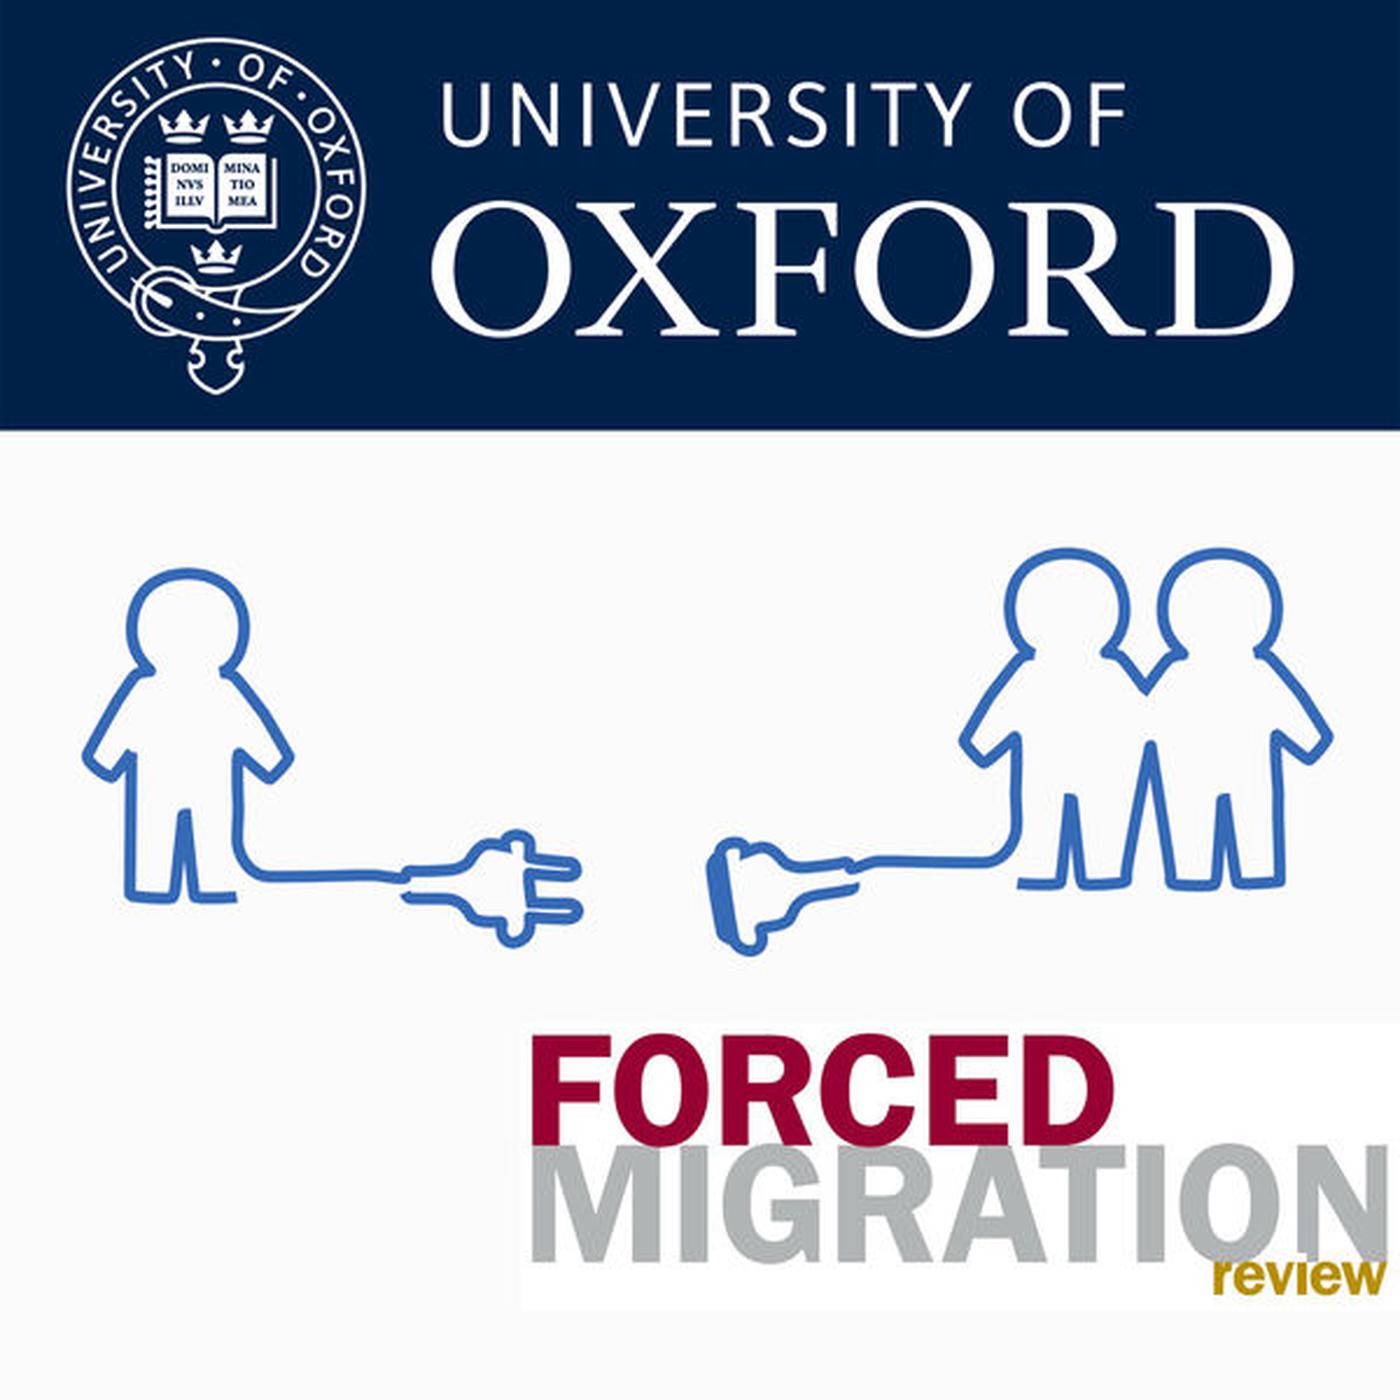 UNIVERSITY · OF · OXFORD
DOMI MINA
NVS TIO
ILLV MEA
UNIVERSITY OF
OXFORD
FORCED
MIGRATION
review